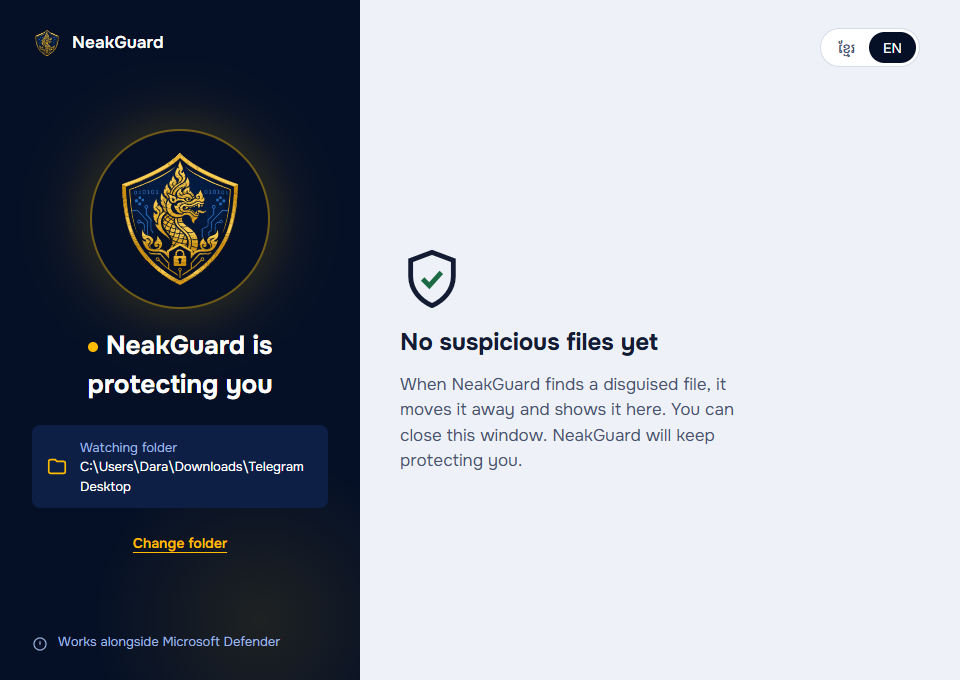 NeakGuard
ខ្មែរ
EN
NeakGuard is
protecting you
Watching folder
C:\Users\Dara\Downloads\Telegram
Desktop
Change folder
Works alongside Microsoft Defender
No suspicious files yet
When NeakGuard finds a disguised file, it
moves it away and shows it here. You can
close this window. NeakGuard will keep
protecting you.